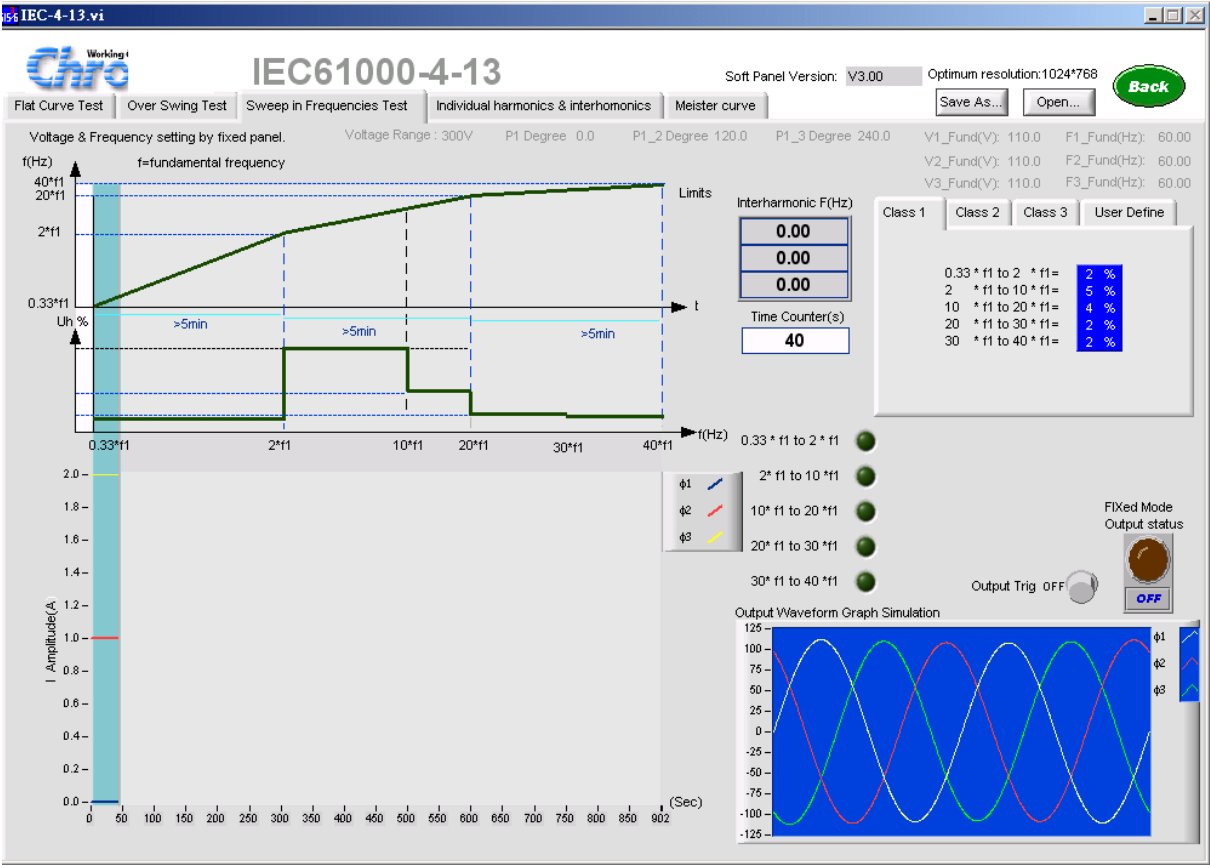 IEC-4-13.vi
Working
Chro
IEC61000-4-13
Soft Panel Version: V3.00
Optimum resolution:1024*768
Save As...
Open...
Back
Flat Curve Test
Over Swing Test
Sweep in Frequencies Test
Individual harmonics & interhomonics
Meister curve
Voltage & Frequency setting by fixed panel.
Voltage Range : 300V
P1 Degree 0.0
P1_2 Degree 120.0
P1_3 Degree 240.0
V1_Fund(V): 110.0
F1_Fund(Hz): 60.00
V2_Fund(V): 110.0
F2_Fund(Hz): 60.00
V3_Fund(V): 110.0
F3_Fund(Hz): 60.00
f(Hz)
f=fundamental frequency
40*f1
20*f1
2*f1
0.33*f1
Limits
t
>5min
>5min
>5min
Uh %
0.33*f1
2*f1
10*f1
20*f1
30*f1
40*f1
f(Hz)
Interharmonic F(Hz)
0.00
0.00
0.00
Time Counter(s)
40
Class 1
Class 2
Class 3
User Define
0.33 * f1 to 2 * f1= 2 %
2 * f1 to 10 * f1= 5 %
10 * f1 to 20 * f1= 4 %
20 * f1 to 30 * f1= 2 %
30 * f1 to 40 * f1= 2 %
0.33 * f1 to 2 * f1
2* f1 to 10 *f1
10* f1 to 20 *f1
20* f1 to 30 *f1
30* f1 to 40 *f1
ϕ1
ϕ2
ϕ3
I Amplitude(A)
2.0
1.8
1.6
1.4
1.2
1.0
0.8
0.6
0.4
0.2
0.0
0 50 100 150 200 250 300 350 400 450 500 550 600 650 700 750 800 850 902
(Sec)
FIXed Mode
Output status
OFF
Output Trig OFF
Output Waveform Graph Simulation
125
100
75
50
25
0
-25
-50
-75
-100
-125
ϕ1
ϕ2
ϕ3